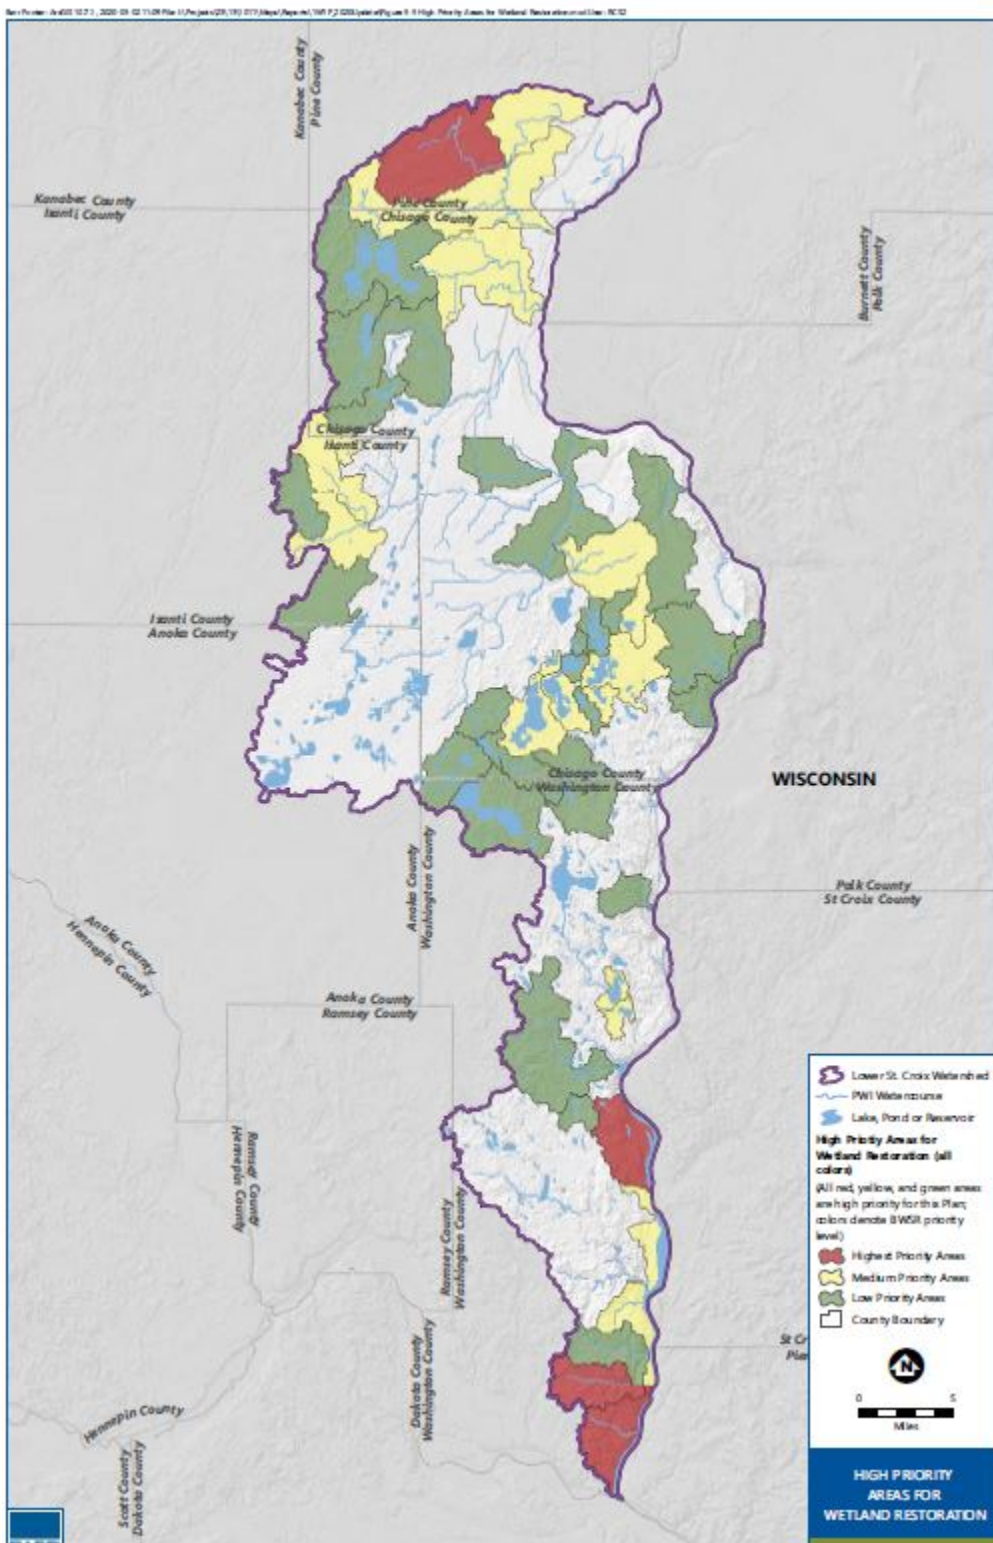 Kanabec County
Pine County
Kanabec County
Isanti County
Pine County
Chisago County
Burnett County
Polk County
Chisago County
Isanti County
Isanti County
Anoka County
Chisago County
Washington County
WISCONSIN
Anoka County
Washington County
Polk County
St Croix County
Anoka County
Hennepin County
Anoka County
Ramsey County
Ramsey County
Hennepin County
Ramsey County
Washington County
Dakota County
Washington County
St Cr
Pie
Hennepin County
Scott County
Dakota County
Lower St. Croix Watershed
PWI Watercourse
Lake, Pond or Reservoir
High Priotiy Areas for
Wetland Restoration (all
colors)
(All red, yellow, and green areas
are high priority for this Plan;
colors denote BWSR priority
level)
Highest Priority Areas
Medium Priority Areas
Low Priority Areas
County Boundary
N
0 5
Miles
HIGH PRIORITY
AREAS FOR
WETLAND RESTORATION